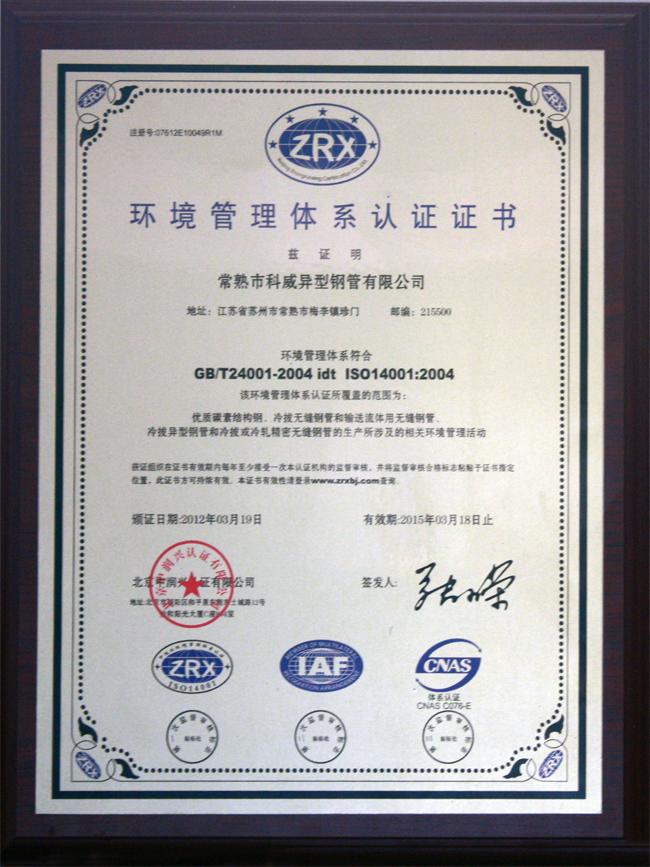 ZRX
ZRX
注册号:07612E10049R1M
ZRX
环境管理体系认证证书
兹证明
常熟市科威异型钢管有限公司
地址：江苏省苏州市常熟市梅李镇珍门 邮编：215500
环境管理体系符合
GB/T24001-2004 idt ISO14001:2004
该环境管理体系认证所覆盖的范围为：
优质碳素结构钢、冷拔无缝钢管和输送流体用无缝钢管、
冷拔异型钢管和冷拔或冷轧精密无缝钢管的生产所涉及的相关环境管理活动
获证组织在证书有效期内每年至少接受一次本认证机构的监督审核，并将监督审核合格标志粘贴于证书指定
位置，此证书方可持续有效。本证书有效性请登录www.zrxbj.com查询.
颁证日期:2012年03月19日 有效期:2015年03月18日止
北京中润兴认证有限公司 签发人:
ZRX
ISO14001
IAF
MEMBER OF MULTILATERAL
RECOGNITION ARRANGEMENT
CNAS
体系认证
CNAS C076-E
ZRX
ZRX